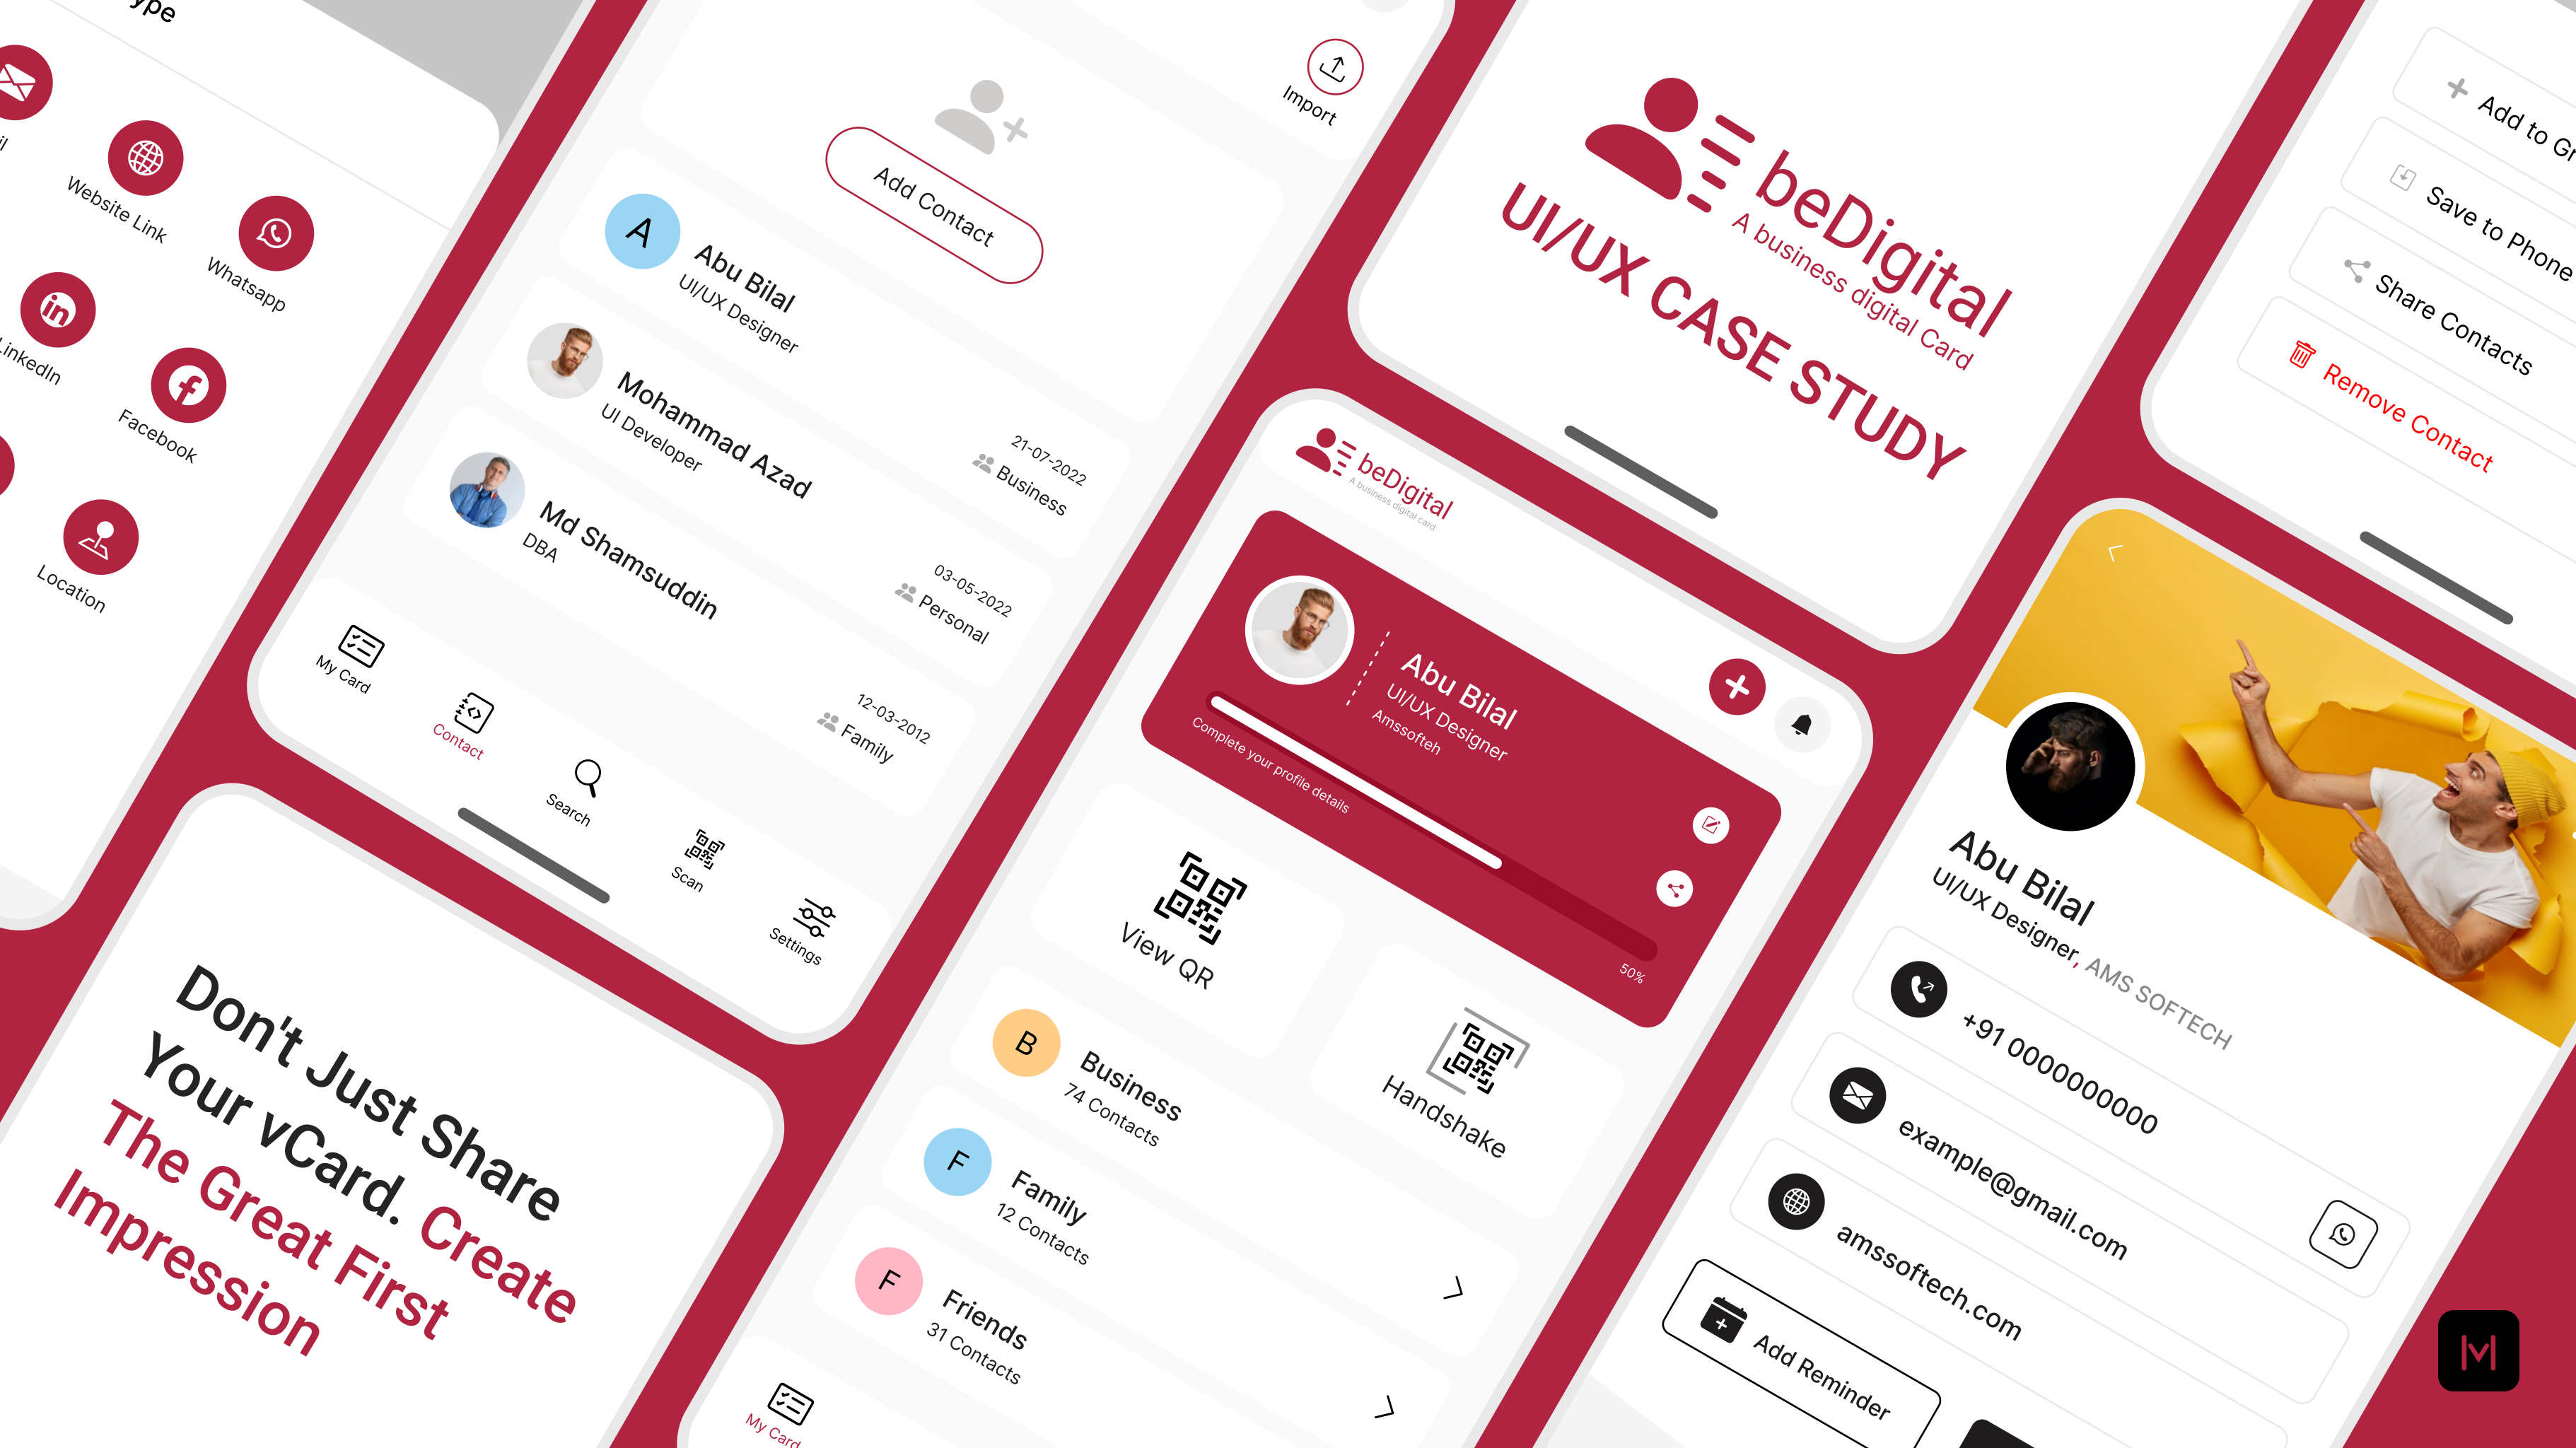 Website Link
Whatsapp
LinkedIn
Facebook
Location
Import
Add Contact
A
Abu Bilal
UI/UX Designer
21-07-2022
Business
Mohammad Azad
UI Developer
03-05-2022
Personal
Md Shamsuddin
DBA
12-03-2012
Family
My Card
Contact
Search
Scan
Settings
Don't Just Share
Your vCard. Create
The Great First
Impression
beDigital
A business digital Card
UI/UX CASE STUDY
beDigital
A business digital card
Abu Bilal
UI/UX Designer
Amssofteh
Complete your profile details
50%
View QR
Handshake
B
Business
74 Contacts
F
Family
12 Contacts
F
Friends
31 Contacts
My Card
Add to Gr
Save to Phone
Share Contacts
Remove Contact
Abu Bilal
UI/UX Designer, AMS SOFTECH
+91 0000000000
example@gmail.com
amssoftech.com
Add Reminder